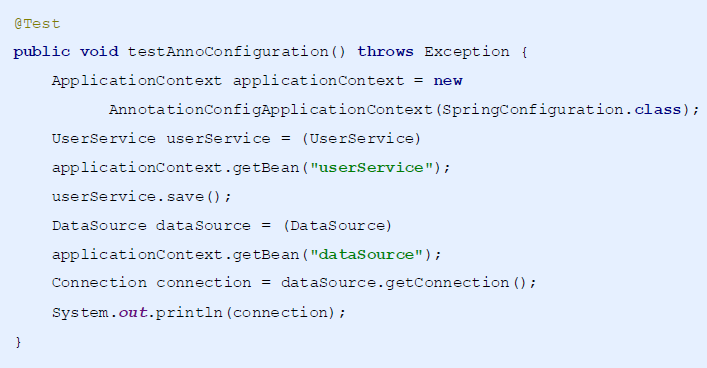 @Test
public void testAnnoConfiguration() throws Exception {
ApplicationContext applicationContext = new
AnnotationConfigApplicationContext(SpringConfiguration.class);
UserService userService = (UserService)
applicationContext.getBean("userService");
userService.save();
DataSource dataSource = (DataSource)
applicationContext.getBean("dataSource");
Connection connection = dataSource.getConnection();
System.out.println(connection);
}